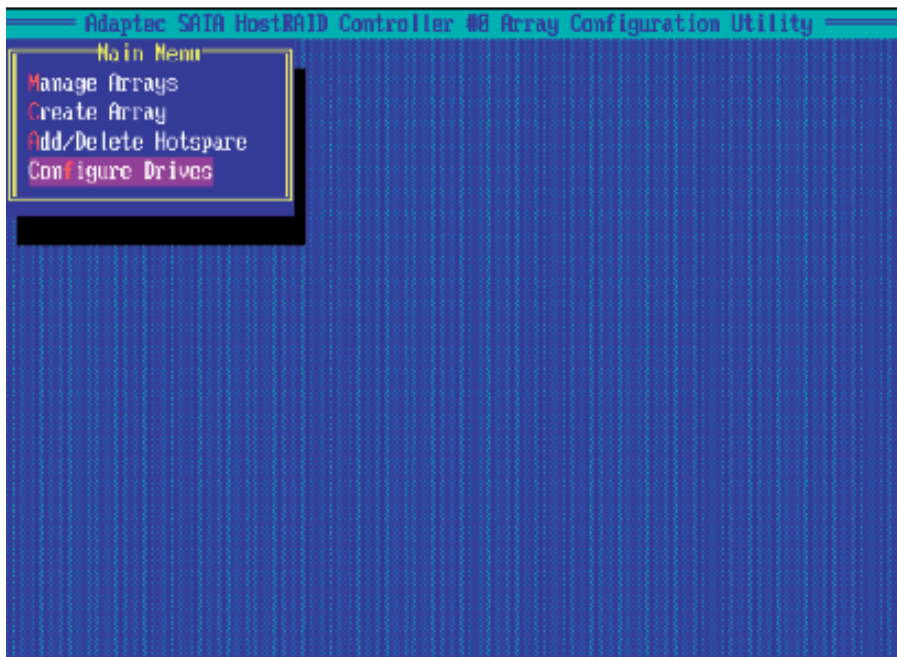 Adaptec SATA HostRAID Controller #0 Array Configuration Utility
Main Menu
Manage Arrays
Create Array
Add/Delete Hotspare
Configure Drives